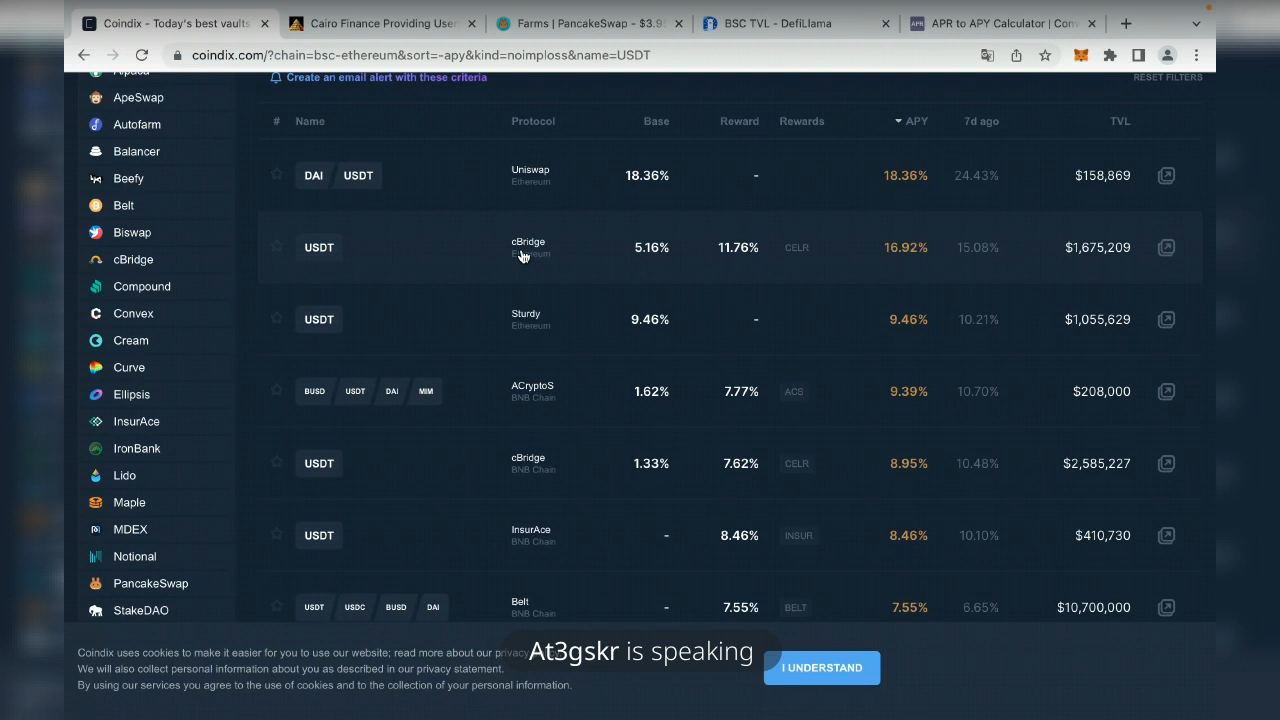 Coindix - Today's best vaults
Cairo Finance Providing User
Farms | PancakeSwap - $3.9
BSC TVL - DefiLlama
APR to APY Calculator | Con
coindix.com/?chain=bsc-ethereum&sort=-apy&kind=noimploss&name=USDT
Alpaca
ApeSwap
Autofarm
Balancer
Beefy
Belt
Biswap
cBridge
Compound
Convex
Cream
Curve
Ellipsis
InsurAce
IronBank
Lido
Maple
MDEX
Notional
PancakeSwap
StakeDAO
Create an email alert with these criteria
RESET FILTERS
# Name Protocol Base Reward Rewards APY 7d ago TVL
DAI USDT Uniswap 18.36% - 18.36% 24.43% $158,869
Ethereum
USDT cBridge 5.16% 11.76% CELR 16.92% 15.08% $1,675,209
Ethereum
USDT Sturdy 9.46% - 9.46% 10.21% $1,055,629
Ethereum
BUSD USDT DAI MIM ACryptoS 1.62% 7.77% ACS 9.39% 10.70% $208,000
BNB Chain
USDT cBridge 1.33% 7.62% CELR 8.95% 10.48% $2,585,227
BNB Chain
USDT InsurAce - 8.46% INSUR 8.46% 10.10% $410,730
BNB Chain
USDT USDC BUSD DAI Belt - 7.55% BELT 7.55% 6.65% $10,700,000
BNB Chain
Coindix uses cookies to make it easier for you to use our website; read more about our
We will also collect personal information about you as described in our privacy statement.
By using our services you agree to the use of cookies and to the collection of your personal information.
At3gskr is speaking
I UNDERSTAND